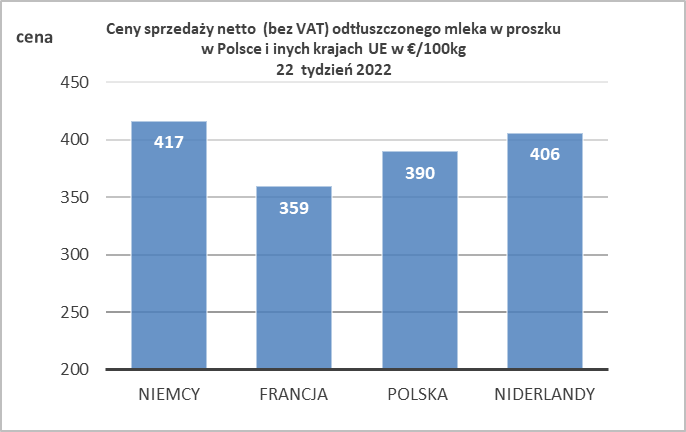 cena
Ceny sprzedaży netto (bez VAT) odtłuszczonego mleka w proszku
w Polsce i inych krajach UE w €/100kg
22 tydzień 2022
450
400
350
300
250
200
417
359
390
406
NIEMCY
FRANCJA
POLSKA
NIDERLANDY